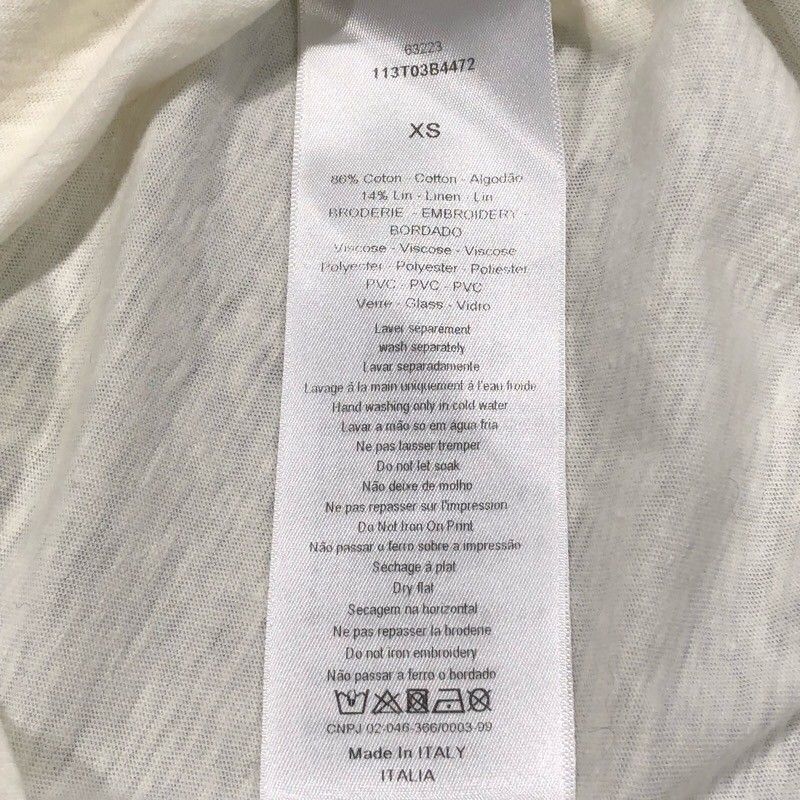 63223
113T03B4472
XS
86% Coton - Cotton - Algodão
14% Lin - Linen - Lin
BRODERIE - EMBROIDERY -
BORDADO
Viscose - Viscose - Viscose
Polyester - Polyester - Poliester
PVC - PVC - PVC
Verre - Glass - Vidro
Laver separement
wash separately
Lavar separadamente
Lavage á la main uniquement á l'eau froide
Hand washing only in cold water
Lavar a mão so em agua fria
Ne pas laisser tremper
Do not let soak
Não deixe de molho
Ne pas repasser sur l'impression
Do Not Iron On Print
Não passar o ferro sobre a impressão
Séchage á plat
Dry flat
Secagem na horizontal
Ne pas repasser la broderie
Do not iron embroidery
Não passar a ferro o bordado
CNPJ 02-046-366/0003-99
Made In ITALY
ITALIA